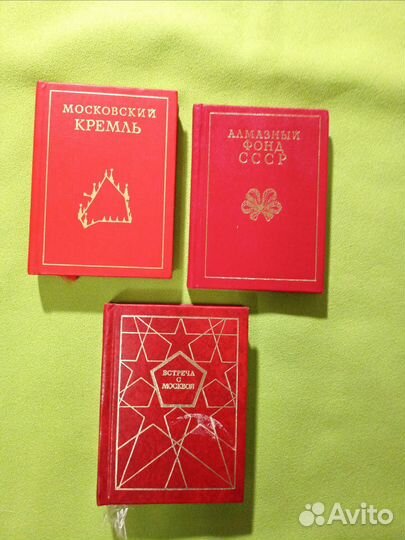 МОСКОВСКИЙ
КРЕМЛЬ
АЛМАЗНЫЙ
ФОНД
СССР
ВСТРЕЧА
С
МОСКВОЙ
Avito